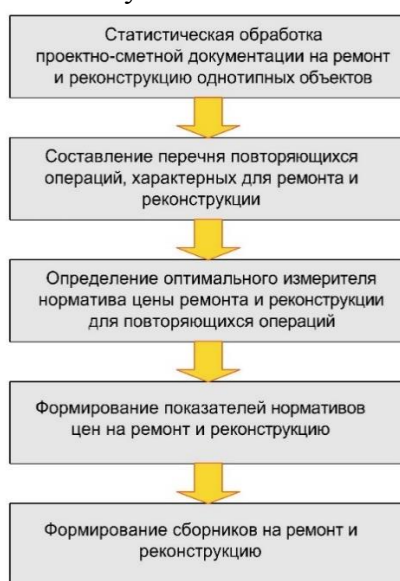 Статистическая обработка
проектно-сметной документации на ремонт
и реконструкцию однотипных объектов
Составление перечня повторяющихся
операций, характерных для ремонта и
реконструкции
Определение оптимального измерителя
норматива цены ремонта и реконструкции
для повторяющихся операций
Формирование показателей нормативов
цен на ремонт и реконструкцию
Формирование сборников на ремонт и
реконструкцию